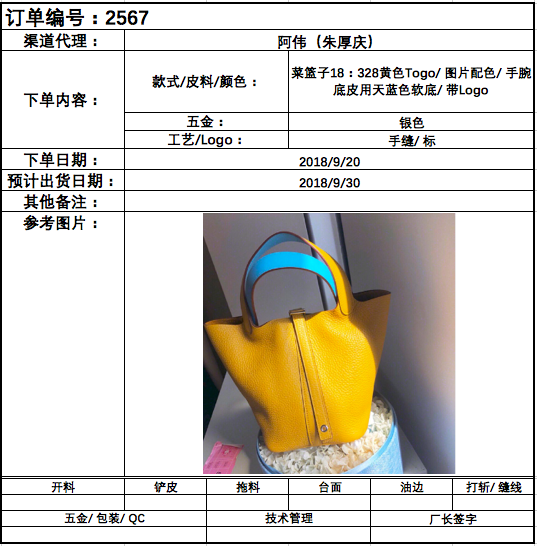 订单编号：2567
渠道代理：
阿伟（朱厚庆）
下单内容：
款式/皮料/颜色：
菜篮子18：328黄色Togo/ 图片配色/ 手腕
底皮用天蓝色软底/ 带Logo
五金：
银色
工艺/Logo：
手缝/ 标
下单日期：
2018/9/20
预计出货日期：
2018/9/30
其他备注：
参考图片：
开料
铲皮
拖料
台面
油边
打斩/ 缝线
五金/ 包装/ QC
技术管理
厂长签字